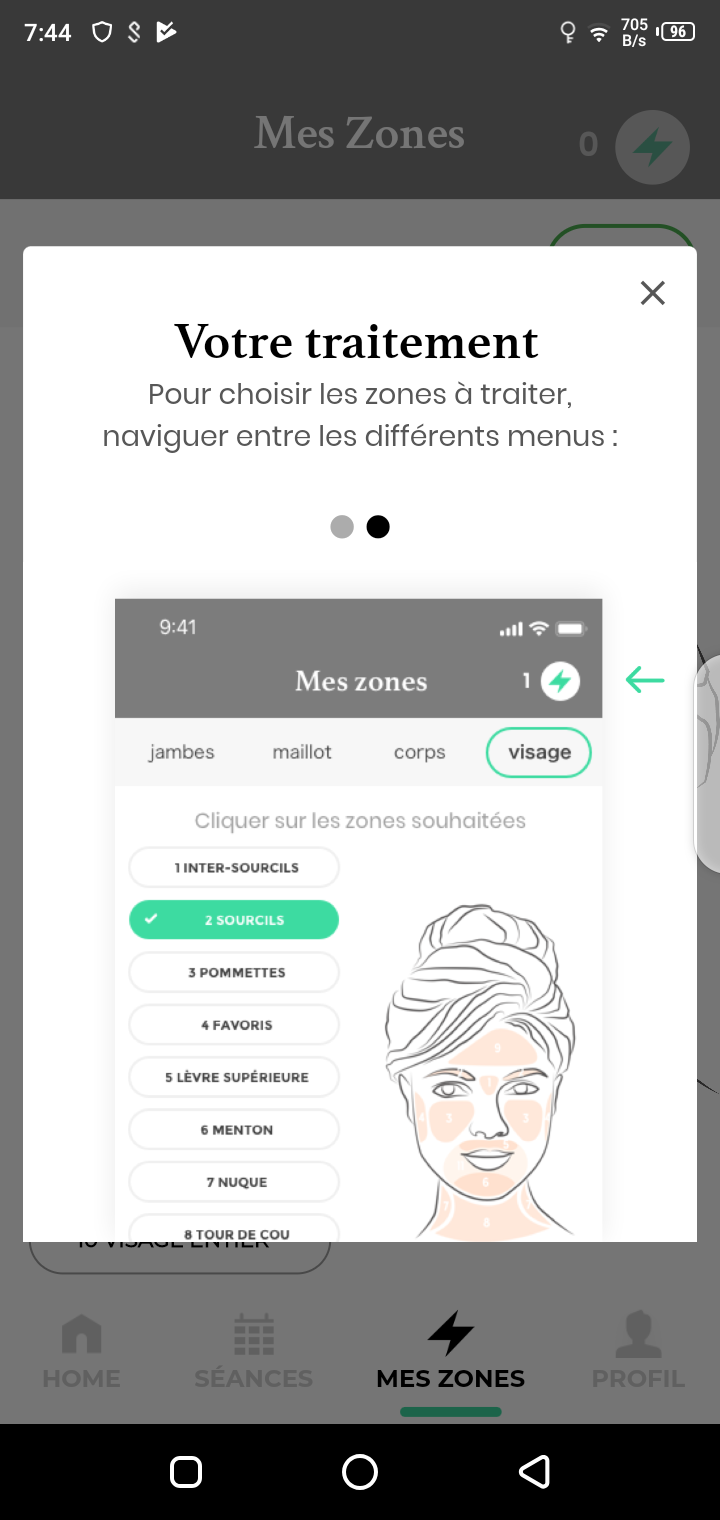 7:44
705
B/s
96
Mes Zones
0
Votre traitement
Pour choisir les zones à traiter,
naviguer entre les différents menus :
9:41
Mes zones
1
jambes
maillot
corps
visage
Cliquer sur les zones souhaitées
1 INTER-SOURCILS
2 SOURCILS
3 POMMETTES
4 FAVORIS
5 LÈVRE SUPÉRIEURE
6 MENTON
7 NUQUE
8 TOUR DE COU
9
1
3
3
5
6
8
10 VISAGE ENTIER
HOME
SÉANCES
MES ZONES
PROFIL